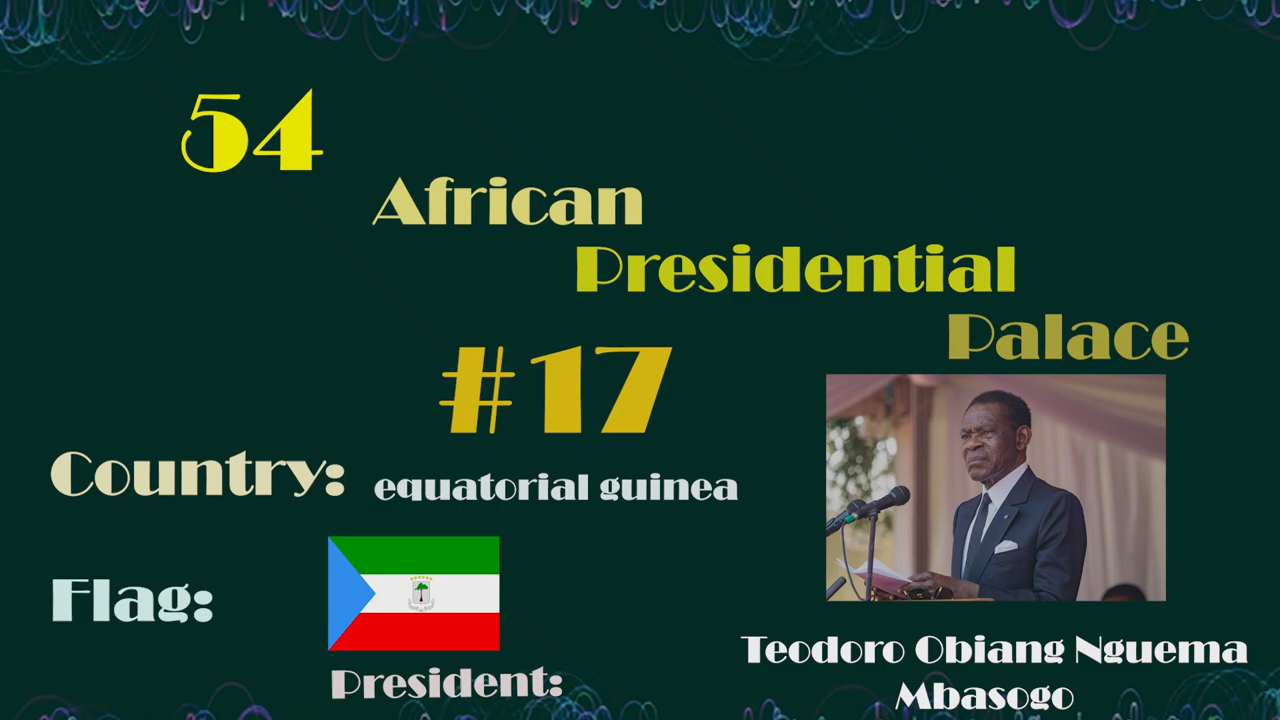 54
African
Presidential
Palace
#17
Country: equatorial guinea
Flag:
President: Teodoro Obiang Nguema
Mbasogo